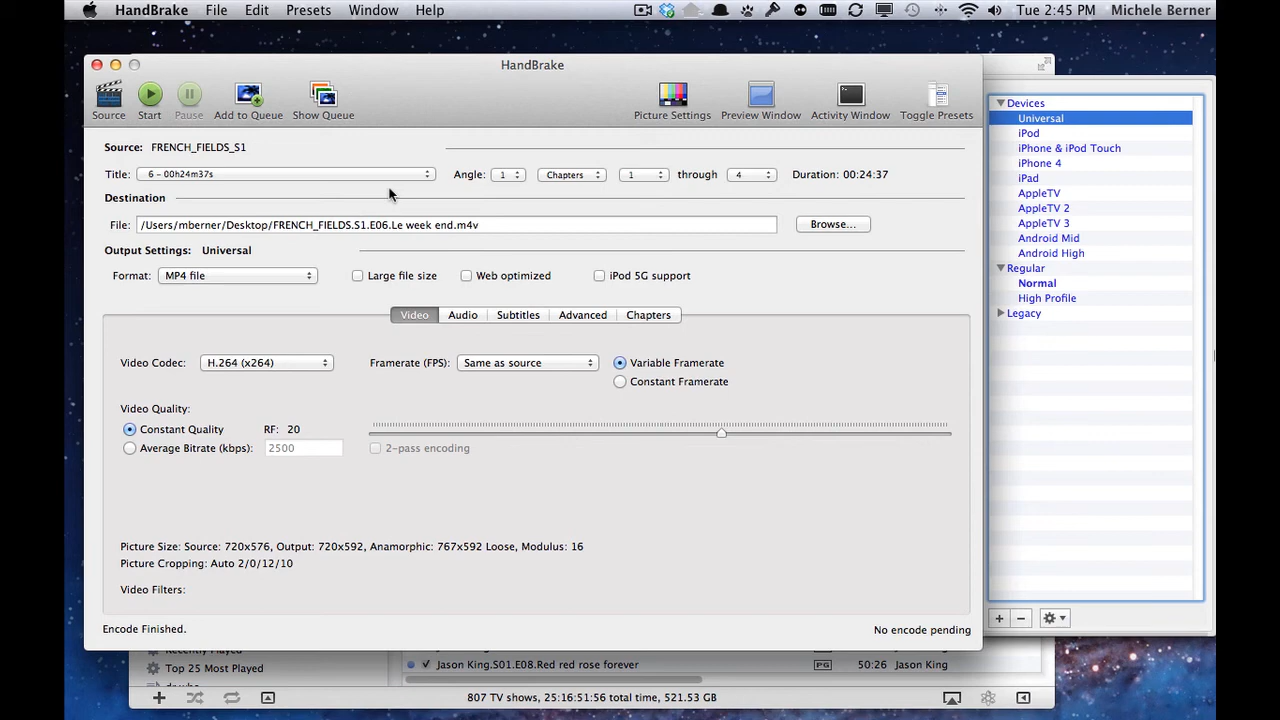 HandBrake File Edit Presets Window Help Tue 2:45 PM Michele Berner
HandBrake
Source Start Pause Add to Queue Show Queue Picture Settings Preview Window Activity Window Toggle Presets
Source: FRENCH_FIELDS_S1
Title: 6 - 00h24m37s Angle: 1 Chapters 1 through 4 Duration: 00:24:37
Destination
File: /Users/mberner/Desktop/FRENCH_FIELDS.S1.E06.Le week end.m4v Browse...
Output Settings: Universal
Format: MP4 file Large file size Web optimized iPod 5G support
Video Audio Subtitles Advanced Chapters
Video Codec: H.264 (x264) Framerate (FPS): Same as source Variable Framerate
Constant Framerate
Video Quality:
Constant Quality RF: 20
Average Bitrate (kbps): 2500 2-pass encoding
Picture Size: Source: 720x576, Output: 720x592, Anamorphic: 767x592 Loose, Modulus: 16
Picture Cropping: Auto 2/0/12/10
Video Filters:
Encode Finished. No encode pending
Devices
Universal
iPod
iPhone & iPod Touch
iPhone 4
iPad
AppleTV
AppleTV 2
AppleTV 3
Android Mid
Android High
Regular
Normal
High Profile
Legacy
Recently Played
Top 25 Most Played
Jason King.S01.E08.Red red rose forever PG 50:26 Jason King
807 TV shows, 25:16:51:56 total time, 521.53 GB